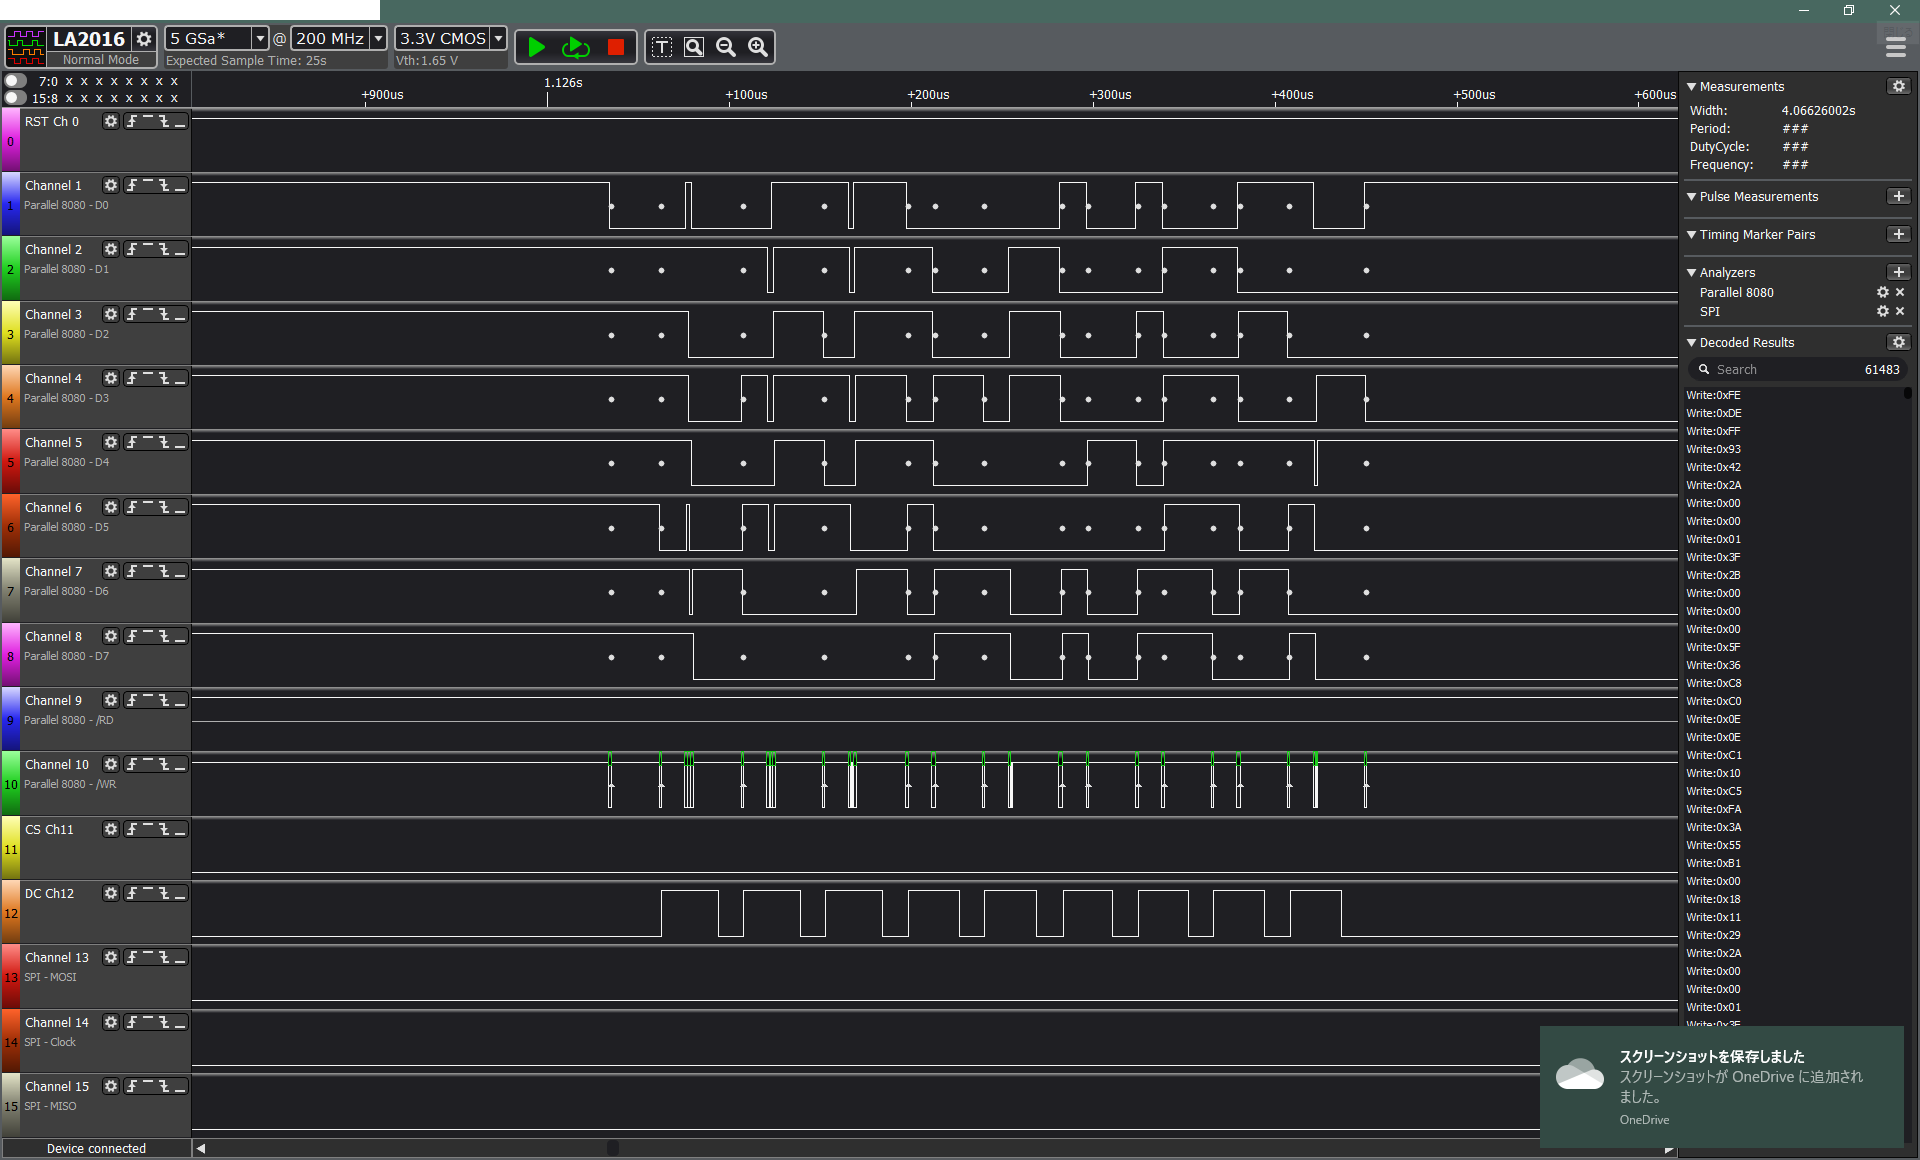 LA2016
Normal Mode
5 GSa* @ 200 MHz 3.3V CMOS
Expected Sample Time: 25s
Vth:1.65 V
7:0 x x x x x x x x
15:8 x x x x x x x x
1.126s
+900us +100us +200us +300us +400us +500us +600us
0 RST Ch 0
1 Channel 1
Parallel 8080 - D0
2 Channel 2
Parallel 8080 - D1
3 Channel 3
Parallel 8080 - D2
4 Channel 4
Parallel 8080 - D3
5 Channel 5
Parallel 8080 - D4
6 Channel 6
Parallel 8080 - D5
7 Channel 7
Parallel 8080 - D6
8 Channel 8
Parallel 8080 - D7
9 Channel 9
Parallel 8080 - /RD
10 Channel 10
Parallel 8080 - /WR
11 CS Ch11
12 DC Ch12
13 Channel 13
SPI - MOSI
14 Channel 14
SPI - Clock
15 Channel 15
SPI - MISO
Device connected
Measurements
Width: 4.06626002s
Period: ###
DutyCycle: ###
Frequency: ###
Pulse Measurements
Timing Marker Pairs
Analyzers
Parallel 8080
SPI
Decoded Results
Search 61483
Write:0xFE
Write:0xDE
Write:0xFF
Write:0x93
Write:0x42
Write:0x2A
Write:0x00
Write:0x00
Write:0x01
Write:0x3F
Write:0x2B
Write:0x00
Write:0x00
Write:0x00
Write:0x5F
Write:0x36
Write:0xC8
Write:0xC0
Write:0x0E
Write:0x0E
Write:0xC1
Write:0x10
Write:0xC5
Write:0xFA
Write:0x3A
Write:0x55
Write:0xB1
Write:0x00
Write:0x18
Write:0x11
Write:0x29
Write:0x2A
Write:0x00
Write:0x00
Write:0x01
Write:0x3F
スクリーンショットを保存しました
スクリーンショットが OneDrive に追加され
ました。
OneDrive